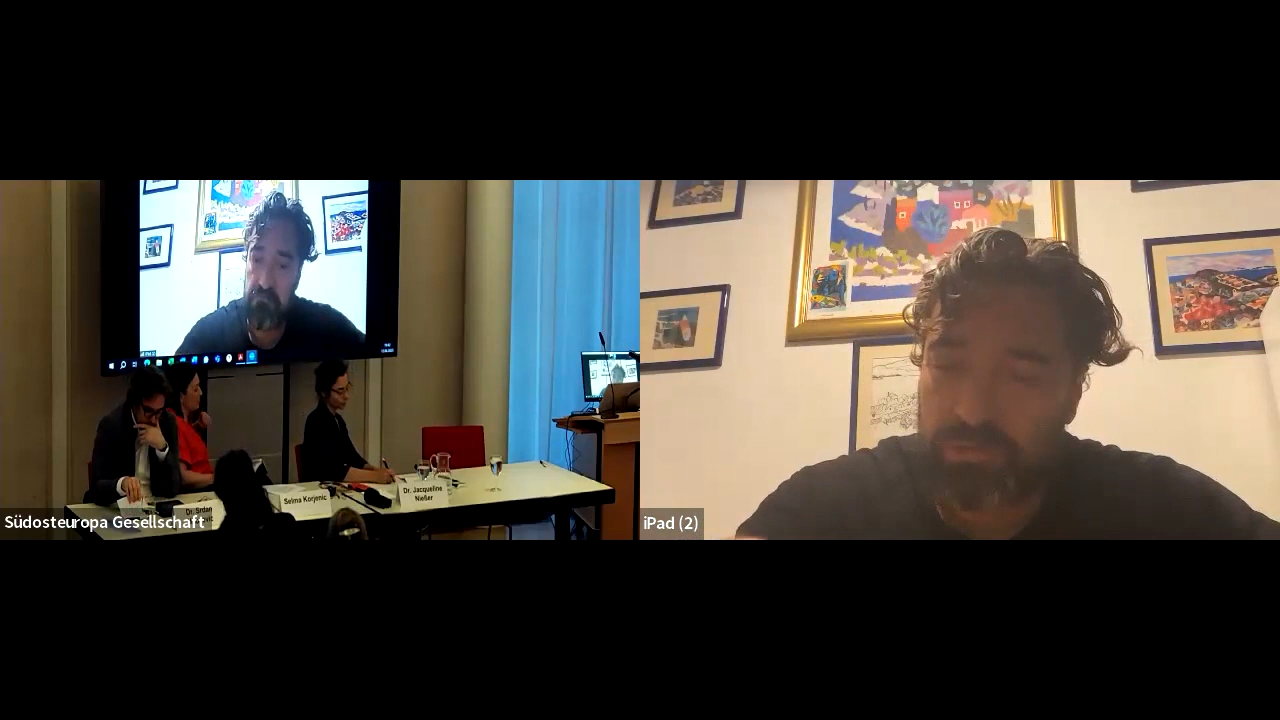 Dr. Srdan
Selma Korjenic
Dr. Jacqueline
Nießer
Südosteuropa Gesellschaft
iPad (2)